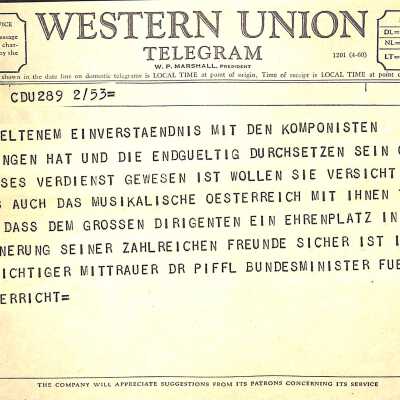 WESTERN UNION
TELEGRAM
W. P. MARSHALL, PRESIDENT
1201 (4-60)
DL=
NL=
LT=
shown in the date line on domestic telegrams is LOCAL TIME at point of origin. Time of receipt is LOCAL TIME at point of destination
CDU289 2/53=
ELTENEM EINVERSTAENDNIS MIT DEN KOMPONISTEN
NGEN HAT UND DIE ENDGUELTIG DURCHSETZEN SEIN
SES VERDIENST GEWESEN IST WOLLEN SIE VERSICHT
AUCH DAS MUSIKALISCHE OESTERREICH MIT IHNEN
DASS DEM GROSSEN DIRIGENTEN EIN EHRENPLATZ IN
NERUNG SEINER ZAHLREICHEN FREUNDE SICHER IST I
ICHTIGER MITTRAUER DR PIFFL BUNDESMINISTER FUE
ERRICHT=
THE COMPANY WILL APPRECIATE SUGGESTIONS FROM ITS PATRONS CONCERNING ITS SERVICE